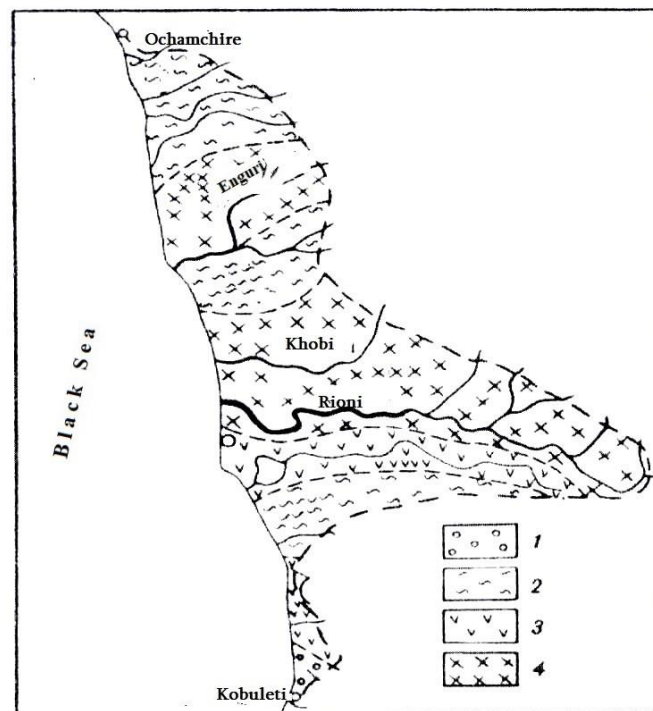 Ochamchire
Enguri
Khobi
Rioni
Black Sea
1
2
3
4
Kobuleti